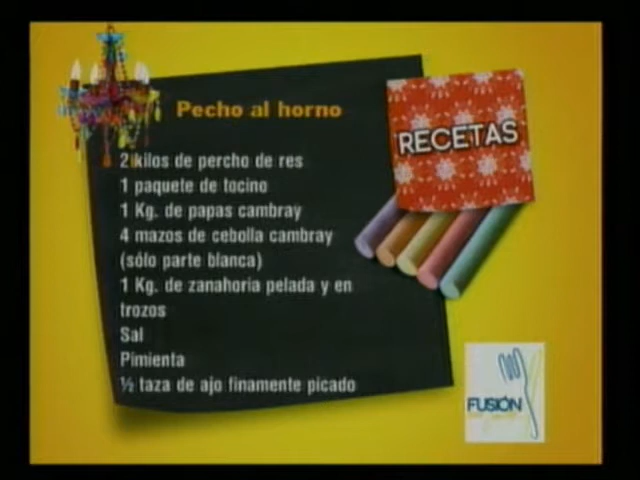 Pecho al horno
RECETAS
2 kilos de percho de res
1 paquete de tocino
1 Kg. de papas cambray
4 mazos de cebolla cambray
(sólo parte blanca)
1 Kg. de zanahoria pelada y en
trozos
Sal
Pimienta
½ taza de ajo finamente picado
FUSIÓN